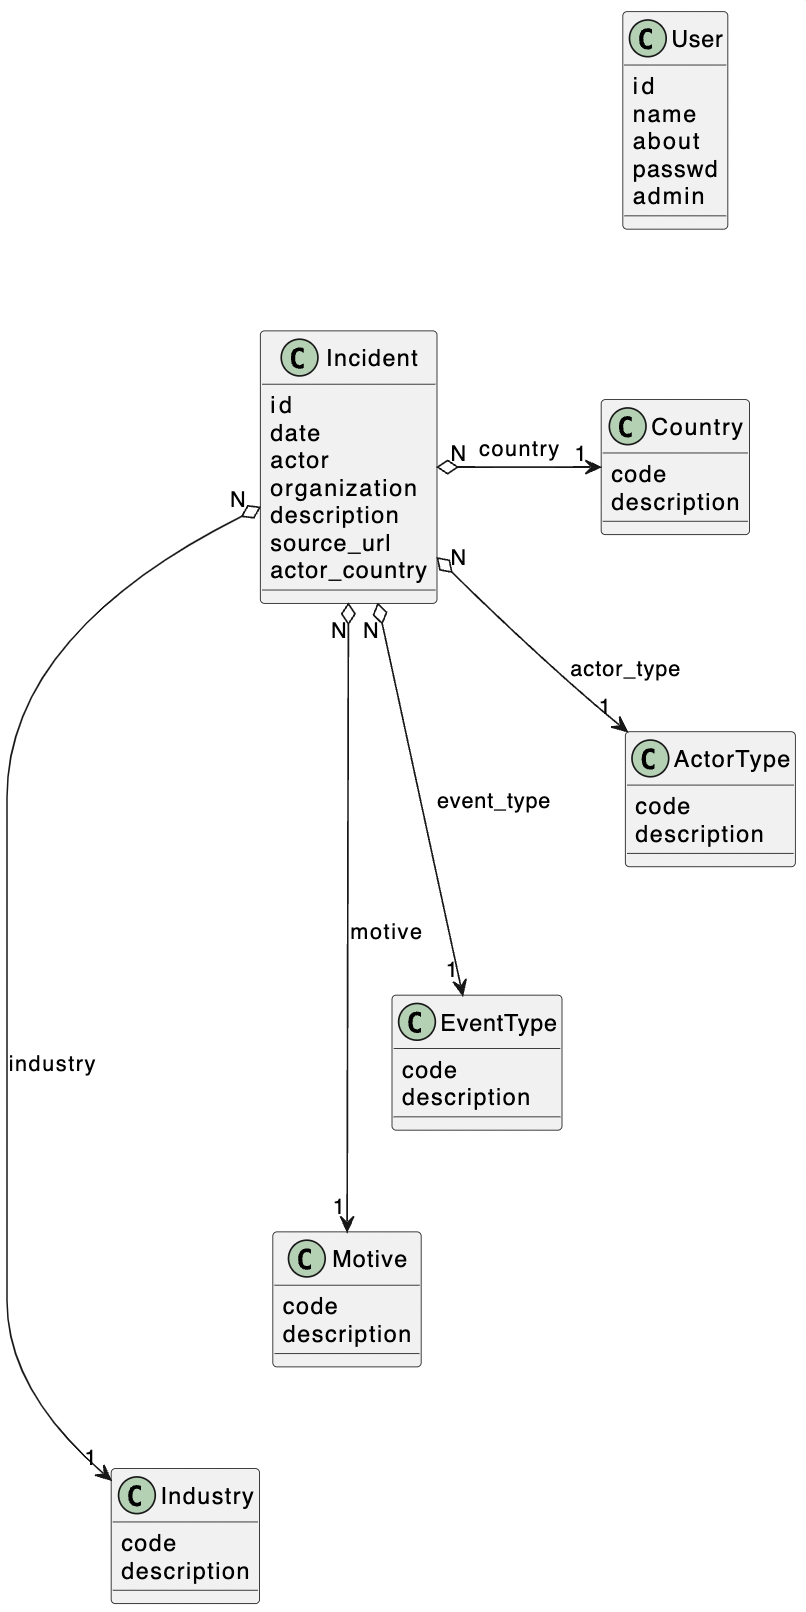 C User
id
name
about
passwd
admin
C Incident
id
date
actor
organization
description
source_url
actor_country
C Country
code
description
N country 1
N
N
N
N
actor_type
1
C ActorType
code
description
event_type
motive
1
C EventType
code
description
industry
1
C Motive
code
description
1
C Industry
code
description